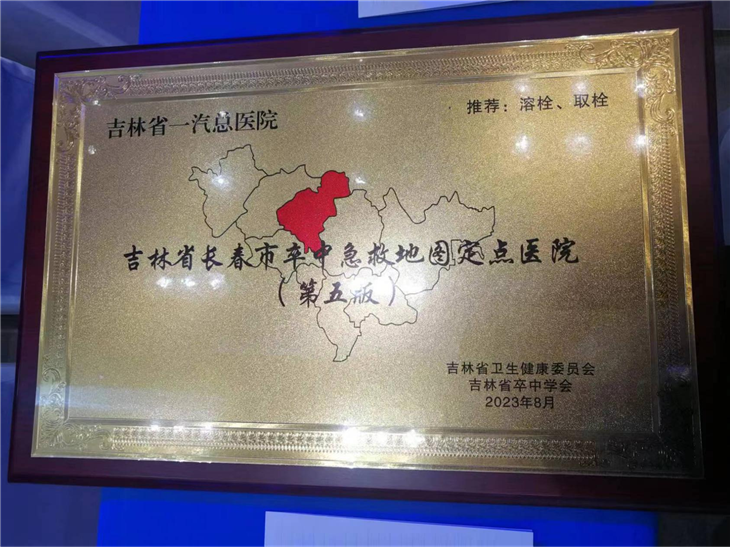 吉林省一汽总医院
推荐：溶栓、取栓
吉林省长春市卒中急救地图定点医院
（第五版）
吉林省卫生健康委员会
吉林省卒中学会
2023年8月